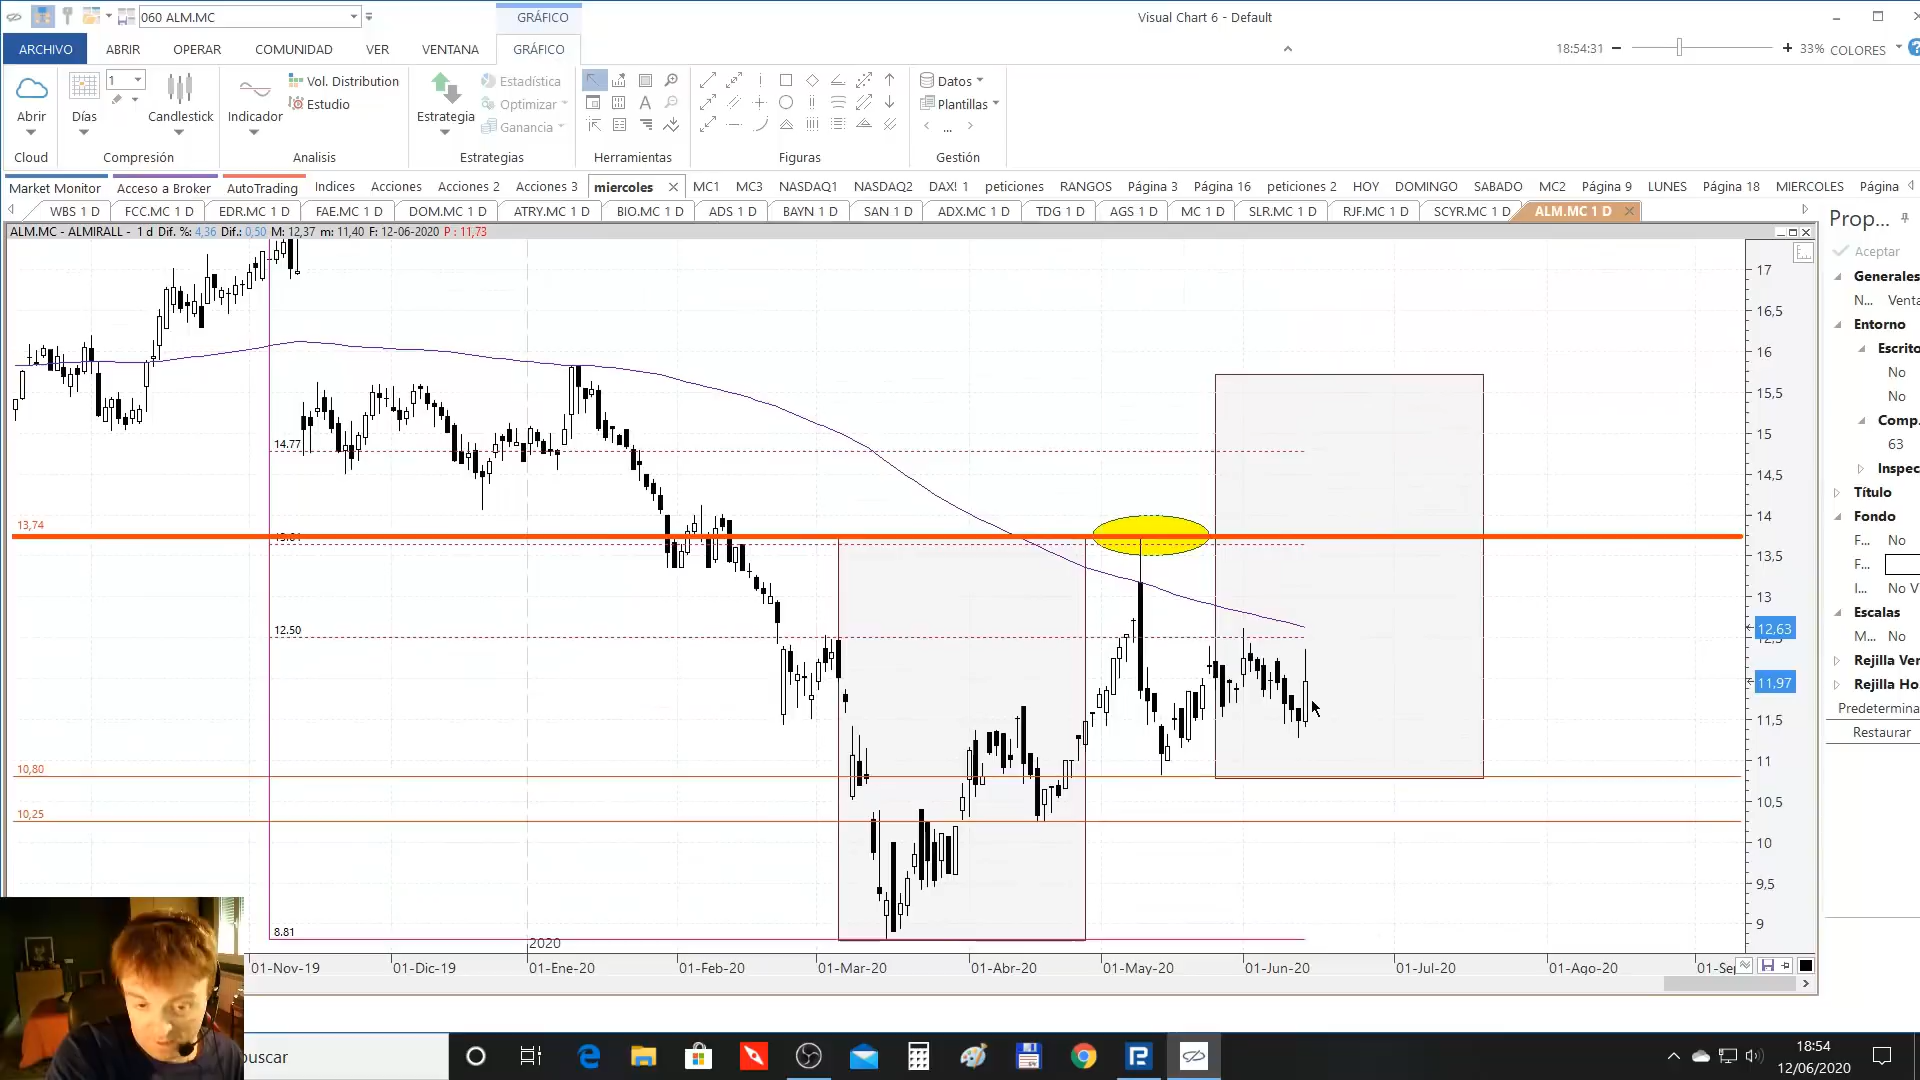 060 ALM.MC
GRÁFICO
Visual Chart 6 - Default
ARCHIVO ABRIR OPERAR COMUNIDAD VER VENTANA GRÁFICO
18:54:31 33% COLORES
1
Vol. Distribution
Estudio
Estadística
Optimizar
Ganancia
Datos
Plantillas
...
Abrir Días Candlestick Indicador Estrategia
Cloud Compresión Analisis Estrategias Herramientas Figuras Gestión
Market Monitor Acceso a Broker AutoTrading Indices Acciones Acciones 2 Acciones 3 miercoles MC1 MC3 NASDAQ1 NASDAQ2 DAX! 1 peticiones RANGOS Página 3 Página 16 peticiones 2 HOY DOMINGO SABADO MC2 Página 9 LUNES Página 18 MIERCOLES Página
WBS 1 D FCC.MC 1 D EDR.MC 1 D FAE.MC 1 D DOM.MC 1 D ATRY.MC 1 D BIO.MC 1 D ADS 1 D BAYN 1 D SAN 1 D ADX.MC 1 D TDG 1 D AGS 1 D MC 1 D SLR.MC 1 D RJF.MC 1 D SCYR.MC 1 D ALM.MC 1 D
ALM.MC - ALMIRALL - 1 d Dif. %: 4,36 Dif.: 0,50 M: 12,37 m: 11,40 F: 12-06-2020 P : 11,73
17
16,5
16
15,5
15
14,5
14
13,5
13
12,63
11,97
11,5
11
10,5
10
9,5
9
14.77
13,74
12.50
10,80
10,25
8.81
2020
01-Nov-19 01-Dic-19 01-Ene-20 01-Feb-20 01-Mar-20 01-Abr-20 01-May-20 01-Jun-20 01-Jul-20 01-Ago-20 01-Sep
Prop...
Aceptar
Generales
N... Venta
Entorno
Escrito
No
No
Comp.
63
Inspec
Título
Fondo
F... No
F...
I... No V
Escalas
M... No
Rejilla Ver
Rejilla Ho
Predetermina
Restaurar
buscar
18:54
12/06/2020